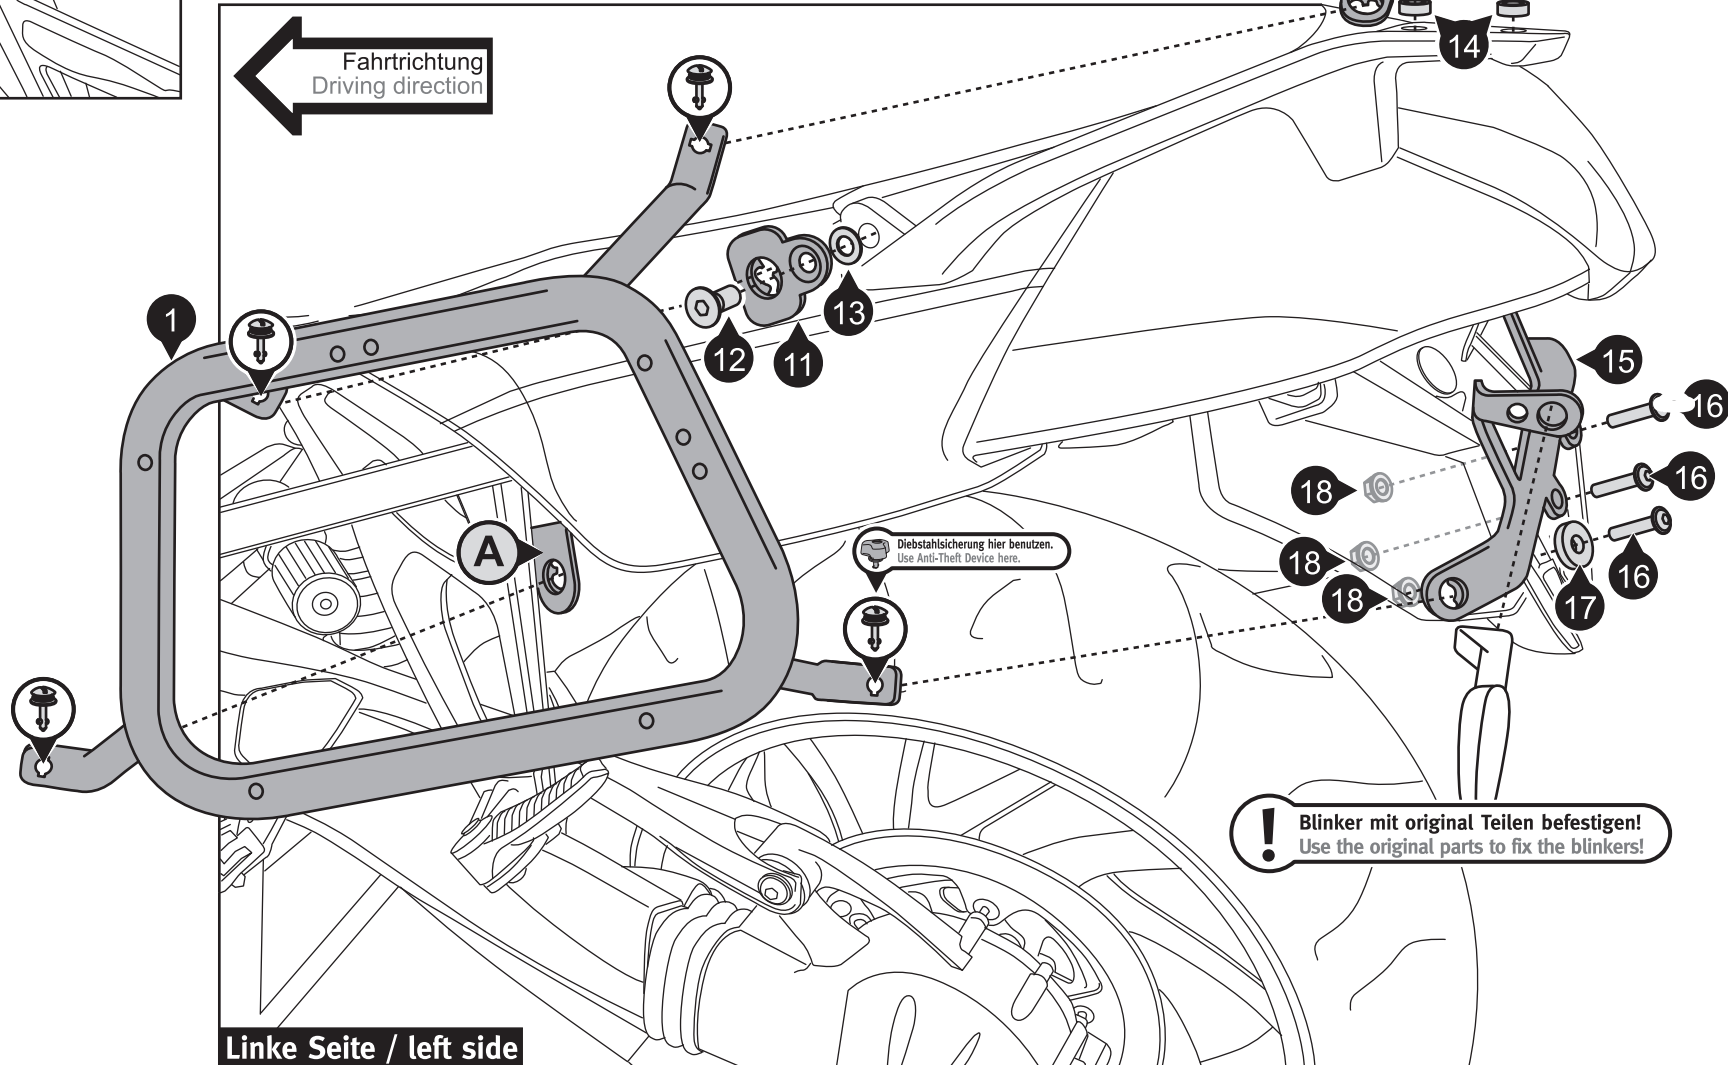 Fahrtrichtung
Driving direction
14
1
13
12
11
15
16
16
18
A
Diebstahlsicherung hier benutzen.
Use Anti-Theft Device here.
18
16
18
17
!
Blinker mit original Teilen befestigen!
Use the original parts to fix the blinkers!
Linke Seite / left side